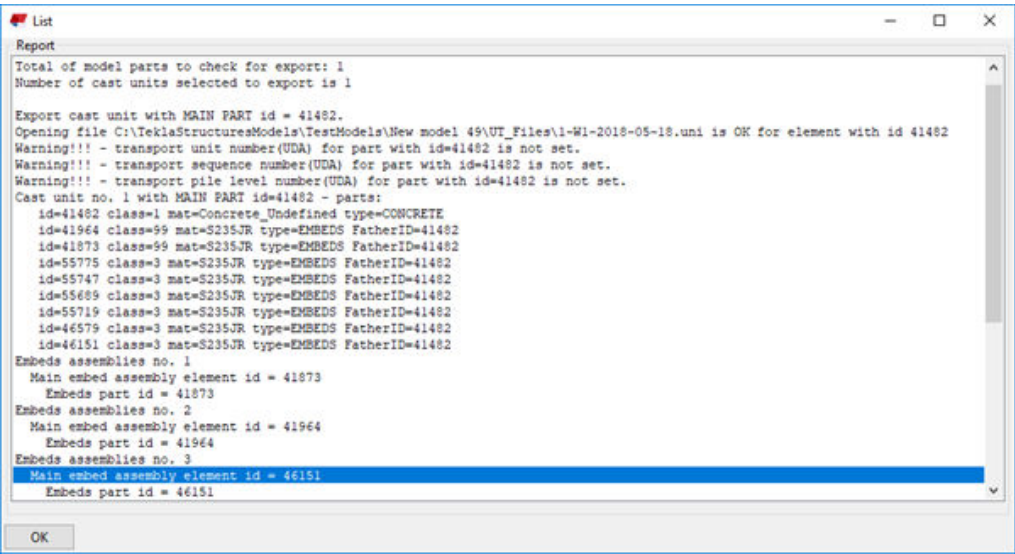 List
Report
Total of model parts to check for export: 1
Number of cast units selected to export is 1
Export cast unit with MAIN PART id = 41482.
Opening file C:\TeklaStructuresModels\TestModels\New model 49\UT_Files\1-W1-2018-05-18.uni is OK for element with id 41482
Warning!!! - transport unit number(UDA) for part with id=41482 is not set.
Warning!!! - transport sequence number(UDA) for part with id=41482 is not set.
Warning!!! - transport pile level number(UDA) for part with id=41482 is not set.
Cast unit no. 1 with MAIN PART id=41482 - parts:
id=41482 class=1 mat=Concrete_Undefined type=CONCRETE
id=41964 class=99 mat=S235JR type=EMBEDS FatherID=41482
id=41873 class=99 mat=S235JR type=EMBEDS FatherID=41482
id=55775 class=3 mat=S235JR type=EMBEDS FatherID=41482
id=55747 class=3 mat=S235JR type=EMBEDS FatherID=41482
id=55689 class=3 mat=S235JR type=EMBEDS FatherID=41482
id=55719 class=3 mat=S235JR type=EMBEDS FatherID=41482
id=46579 class=3 mat=S235JR type=EMBEDS FatherID=41482
id=46151 class=3 mat=S235JR type=EMBEDS FatherID=41482
Embeds assemblies no. 1
Main embed assembly element id = 41873
Embeds part id = 41873
Embeds assemblies no. 2
Main embed assembly element id = 41964
Embeds part id = 41964
Embeds assemblies no. 3
Main embed assembly element id = 46151
Embeds part id = 46151
OK